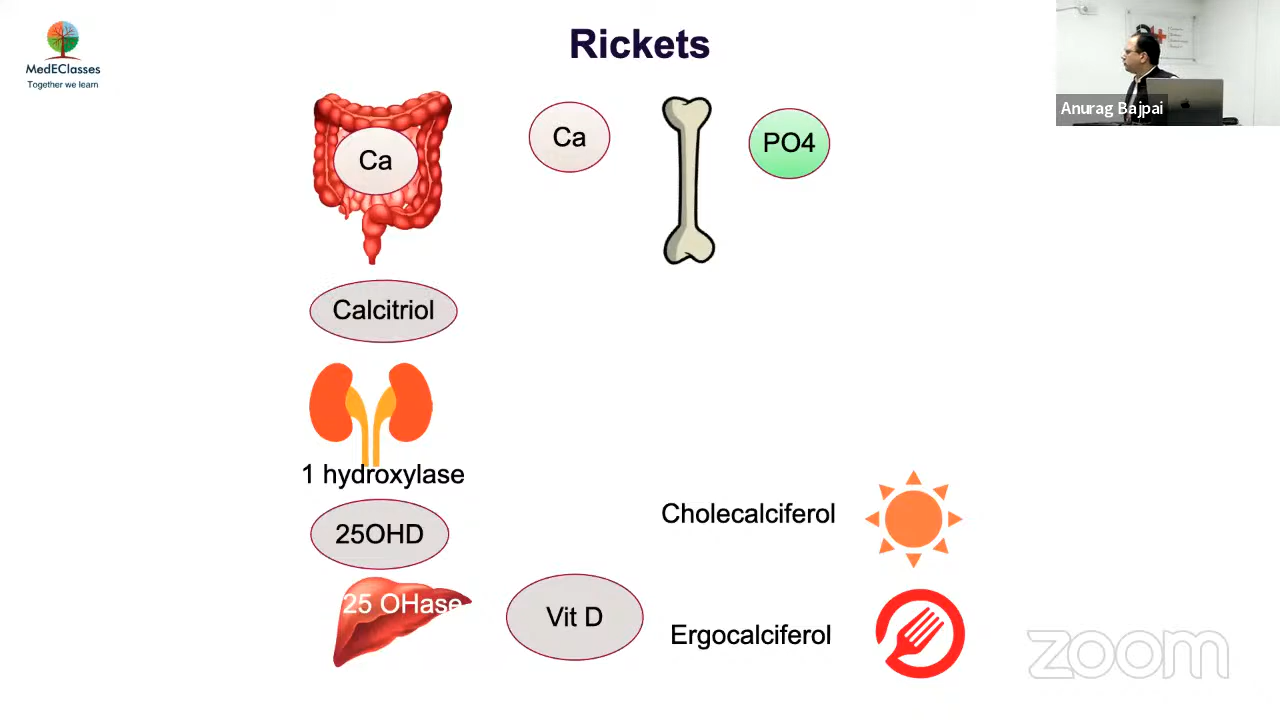 MedEClasses
Together we learn
Rickets
Anurag Bajpai
Ca
Ca
PO4
Calcitriol
1 hydroxylase
25OHD
25 OHase
Vit D
Cholecalciferol
Ergocalciferol
zoom